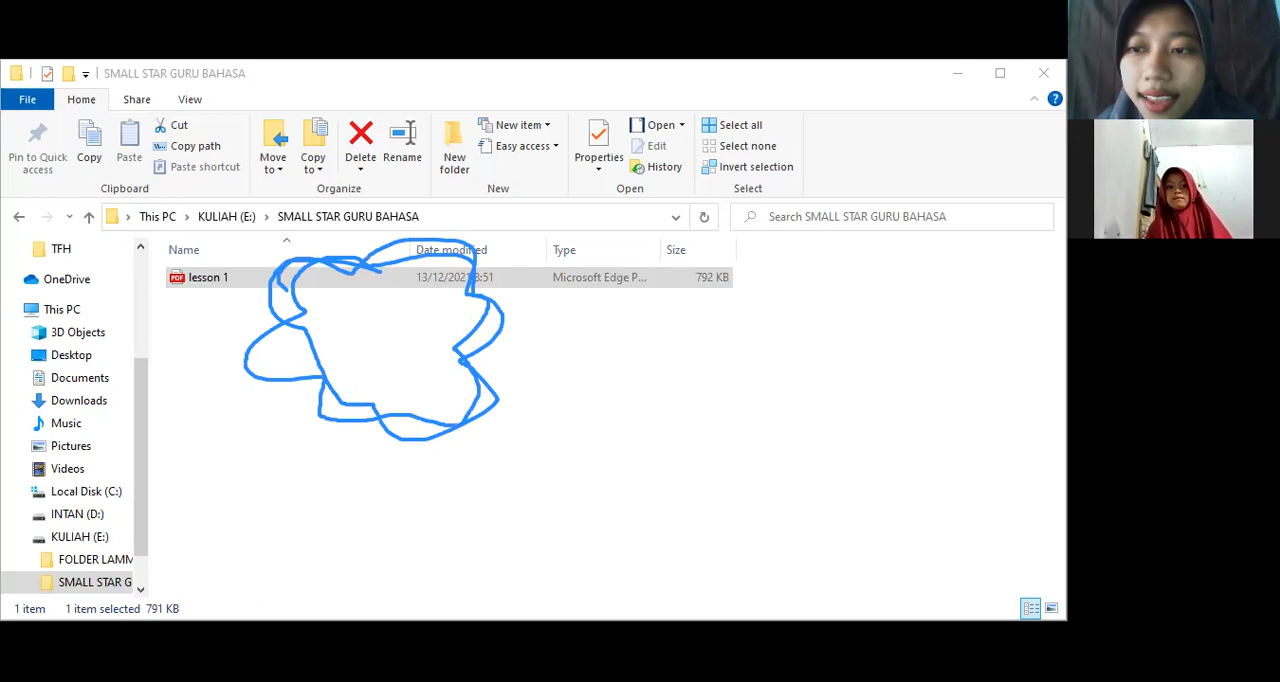 SMALL STAR GURU BAHASA
File Home Share View
Pin to Quick access
Copy
Paste
Cut
Copy path
Paste shortcut
Clipboard
Move to
Copy to
Delete
Rename
Organize
New folder
New item
Easy access
New
Properties
Open
Edit
History
Open
Select all
Select none
Invert selection
Select
This PC > KULIAH (E:) > SMALL STAR GURU BAHASA
Search SMALL STAR GURU BAHASA
Name Date modified Type Size
lesson 1 13/12/2021 8:51 Microsoft Edge P... 792 KB
TFH
OneDrive
This PC
3D Objects
Desktop
Documents
Downloads
Music
Pictures
Videos
Local Disk (C:)
INTAN (D:)
KULIAH (E:)
FOLDER LAMM
SMALL STAR G
1 item 1 item selected 791 KB